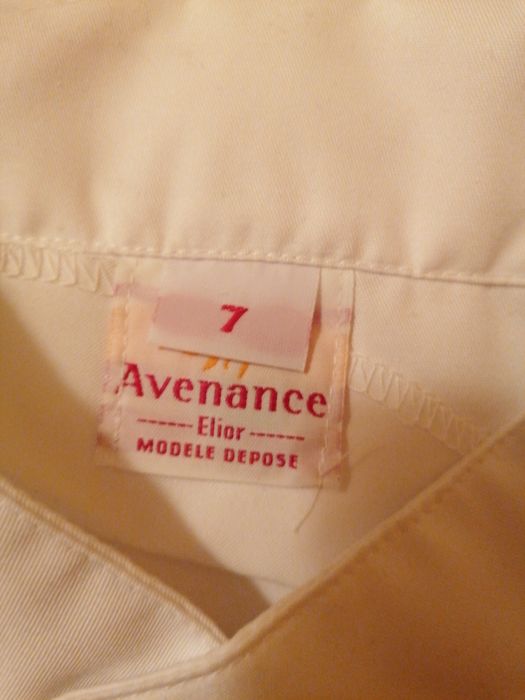 7
Avenance
------ Elior ------
MODELE DEPOSE